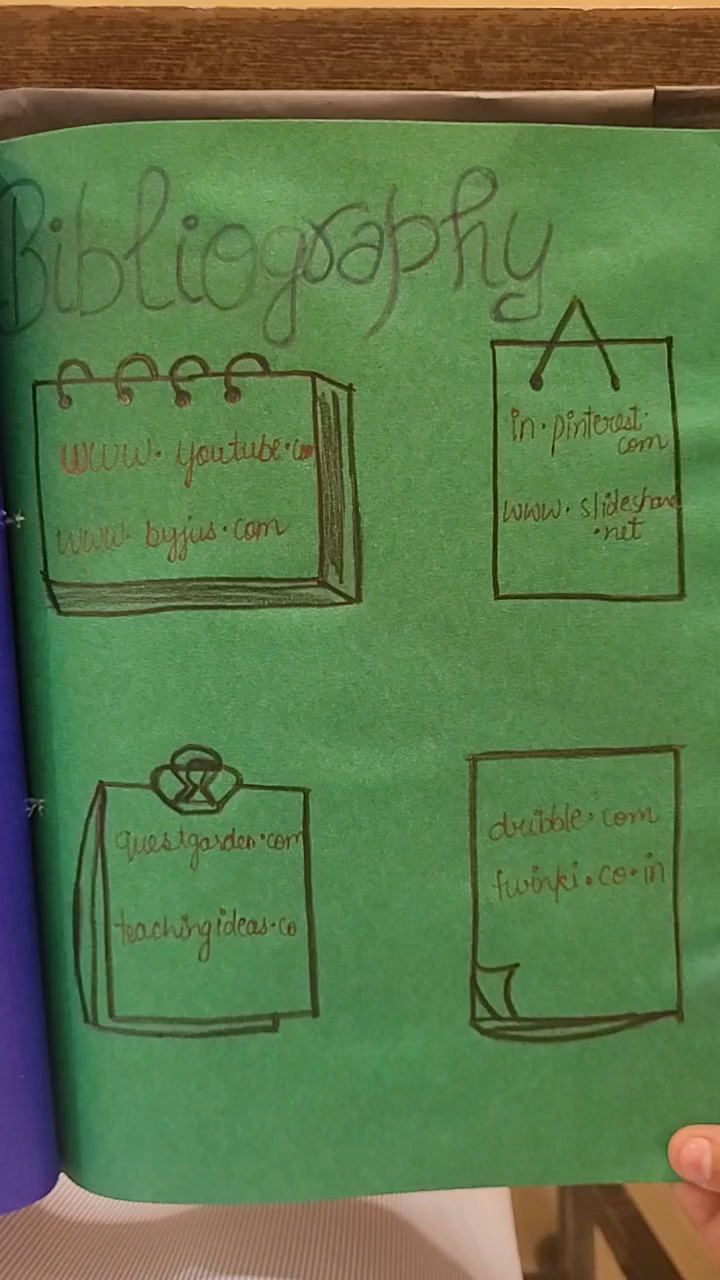 Bibliography
www. youtube.com
www. byjus.com
in.pinterest.
com
www. slideshare
.net
questgarden.com
teachingideas.co
dribble.com
twinki.co.in